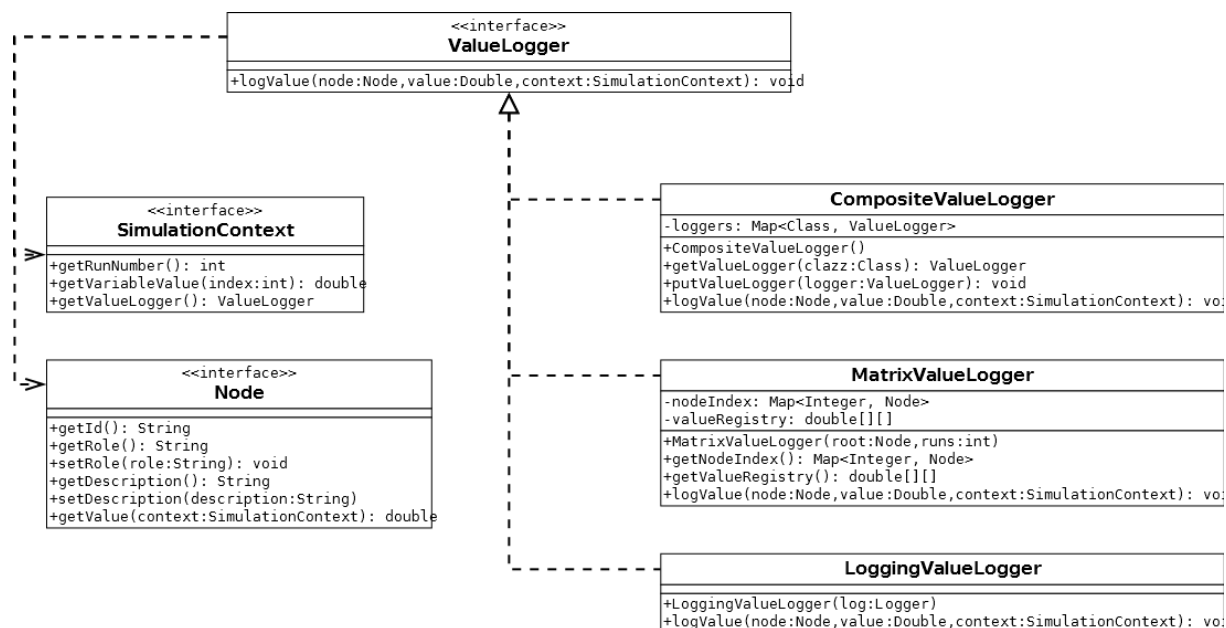 <<interface>>
ValueLogger
+logValue(node:Node,value:Double,context:SimulationContext): void
<<interface>>
SimulationContext
+getRunNumber(): int
+getVariableValue(index:int): double
+getValueLogger(): ValueLogger
<<interface>>
Node
+getId(): String
+getRole(): String
+setRole(role:String): void
+getDescription(): String
+setDescription(description:String)
+getValue(context:SimulationContext): double
CompositeValueLogger
-loggers: Map<Class, ValueLogger>
+CompositeValueLogger()
+getValueLogger(clazz:Class): ValueLogger
+putValueLogger(logger:ValueLogger): void
+logValue(node:Node,value:Double,context:SimulationContext): voi
MatrixValueLogger
-nodeIndex: Map<Integer, Node>
-valueRegistry: double[][]
+MatrixValueLogger(root:Node,runs:int)
+getNodeIndex(): Map<Integer, Node>
+getValueRegistry(): double[][]
+logValue(node:Node,value:Double,context:SimulationContext): voi
LoggingValueLogger
+LoggingValueLogger(log:Logger)
+logValue(node:Node,value:Double,context:SimulationContext): voi